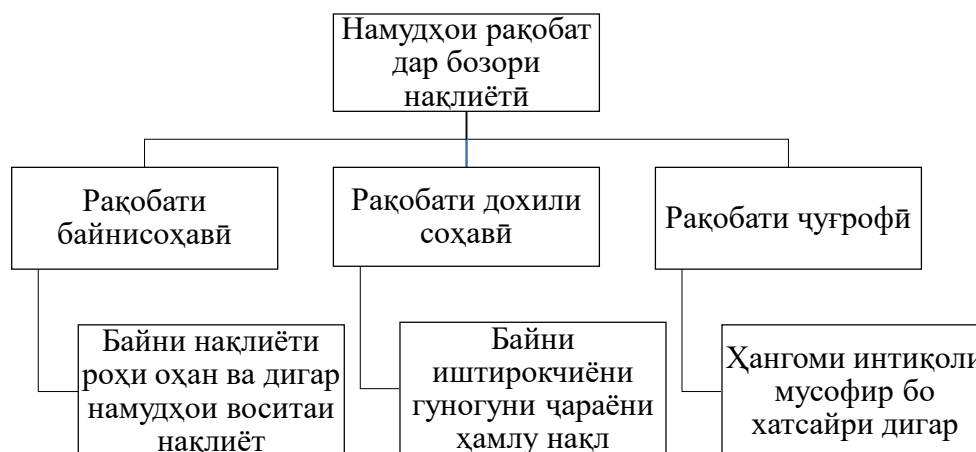 Намудҳои рақобат
дар бозори
нақлиётӣ
Рақобати
байнисоҳавӣ
Рақобати дохили
соҳавӣ
Рақобати ҷуғрофӣ
Байни нақлиёти
роҳи оҳан ва дигар
намудҳои воситаи
нақлиёт
Байни
иштирокчиёни
гуногуни ҷараёни
ҳамлу нақл
Ҳангоми интиқоли
мусофир бо
хатсайри дигар